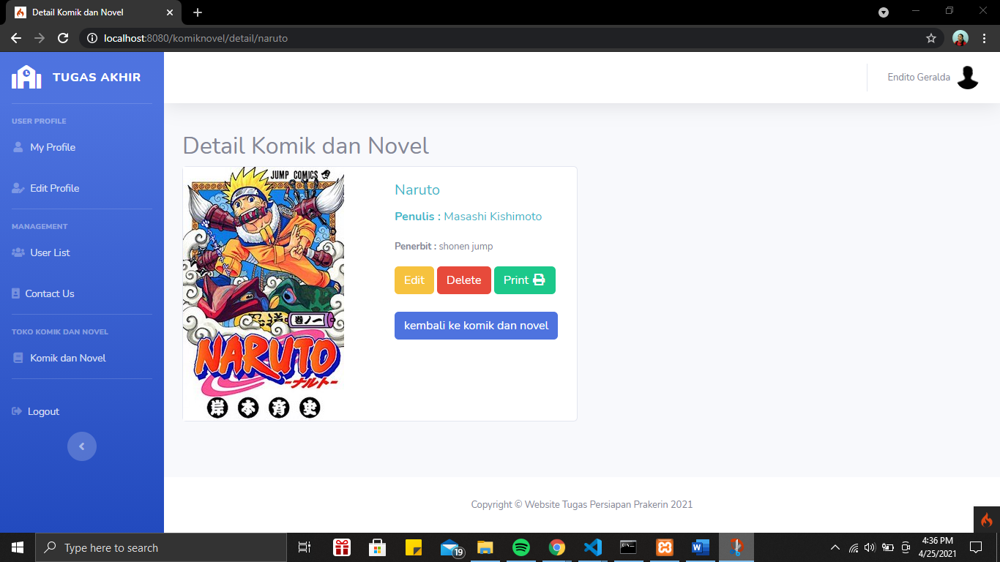 Detail Komik dan Novel
localhost:8080/komiknovel/detail/naruto
TUGAS AKHIR
Endito Geralda
USER PROFILE
My Profile
Edit Profile
MANAGEMENT
User List
Contact Us
TOKO KOMIK DAN NOVEL
Komik dan Novel
Logout
Detail Komik dan Novel
JUMP COMICS
巻ノ一
NARUTO
-ナルト-
岸本斉史
Naruto
Penulis : Masashi Kishimoto
Penerbit : shonen jump
Edit Delete Print
kembali ke komik dan novel
Copyright © Website Tugas Persiapan Prakerin 2021
Type here to search
19
4:36 PM
4/25/2021